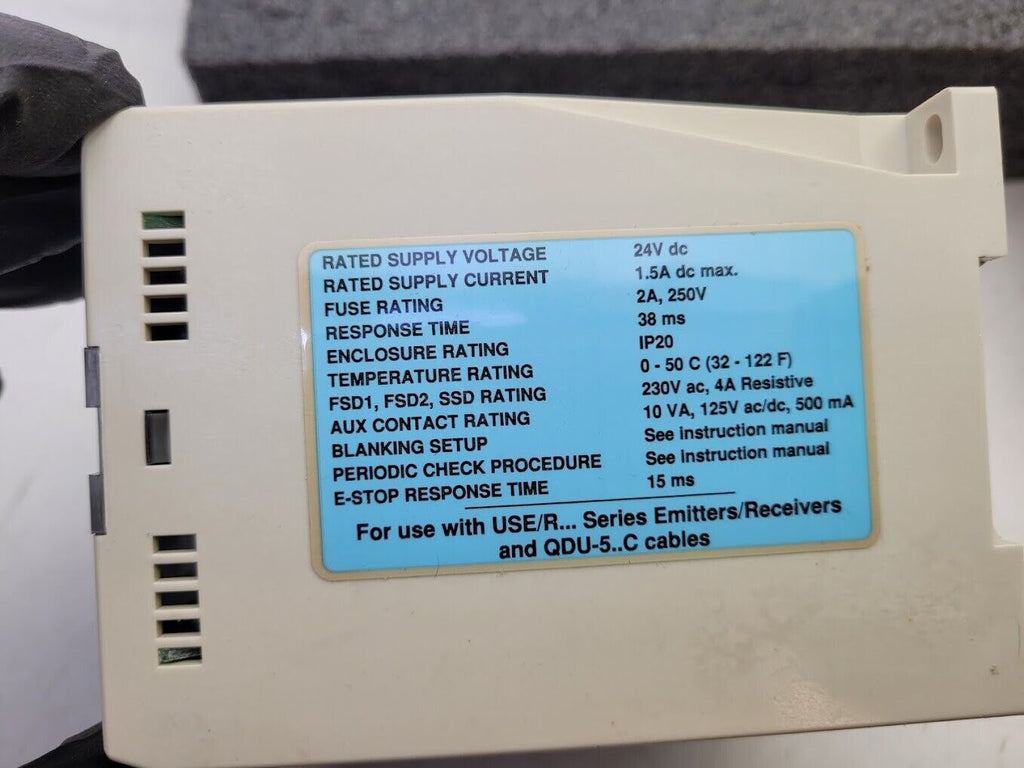 RATED SUPPLY VOLTAGE 24V dc
RATED SUPPLY CURRENT 1.5A dc max.
FUSE RATING 2A, 250V
RESPONSE TIME 38 ms
ENCLOSURE RATING IP20
TEMPERATURE RATING 0 - 50 C (32 - 122 F)
FSD1, FSD2, SSD RATING 230V ac, 4A Resistive
AUX CONTACT RATING 10 VA, 125V ac/dc, 500 mA
BLANKING SETUP See instruction manual
PERIODIC CHECK PROCEDURE See instruction manual
E-STOP RESPONSE TIME 15 ms
For use with USE/R... Series Emitters/Receivers
and QDU-5..C cables